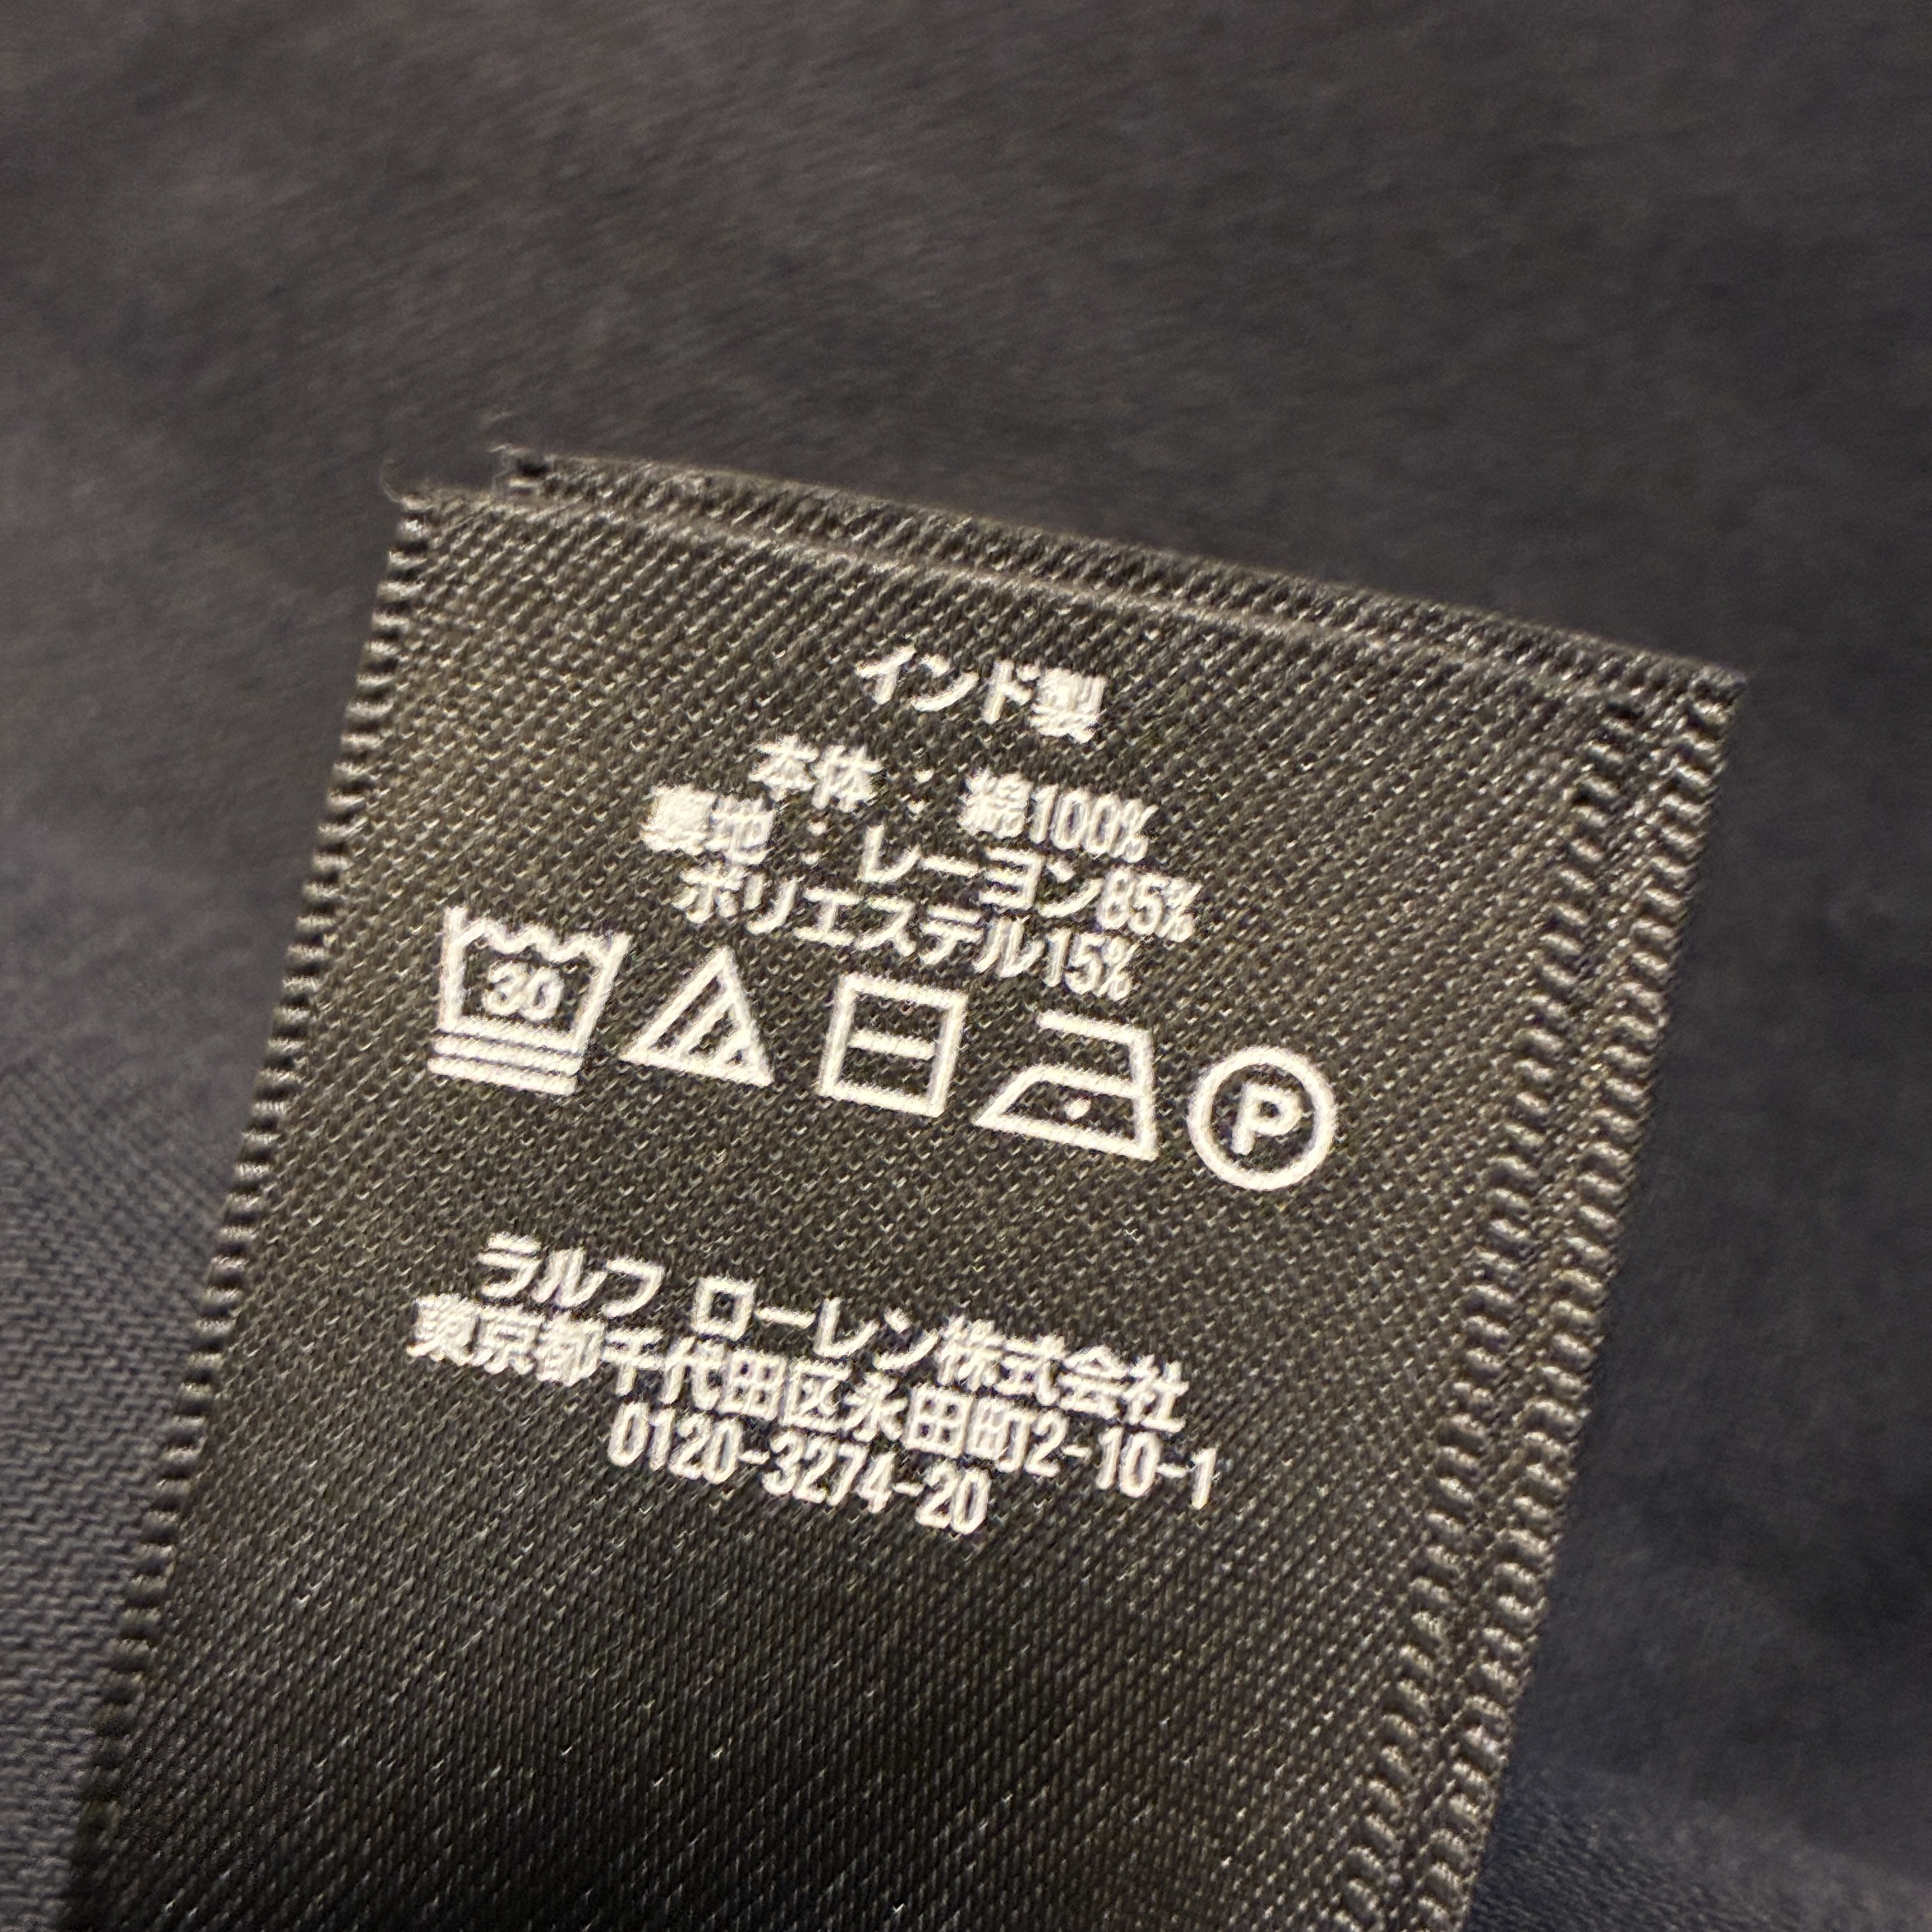 インド製
本体：綿100%
裏地：レーヨン85%
ポリエステル15%
30
P
ラルフ ローレン株式会社
東京都千代田区永田町2-10-1
0120-3274-20